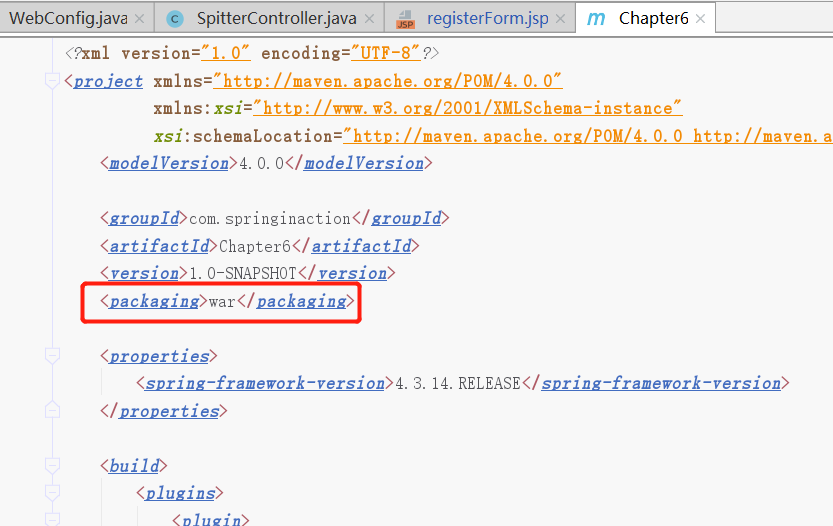 WebConfig.java SpitterController.java registerForm.jsp Chapter6
<?xml version="1.0" encoding="UTF-8"?>
<project xmlns="http://maven.apache.org/POM/4.0.0"
xmlns:xsi="http://www.w3.org/2001/XMLSchema-instance"
xsi:schemaLocation="http://maven.apache.org/POM/4.0.0 http://maven.a
<modelVersion>4.0.0</modelVersion>
<groupId>com.springinaction</groupId>
<artifactId>Chapter6</artifactId>
<version>1.0-SNAPSHOT</version>
<packaging>war</packaging>
<properties>
<spring-framework-version>4.3.14.RELEASE</spring-framework-version>
</properties>
<build>
<plugins>
<plugin>